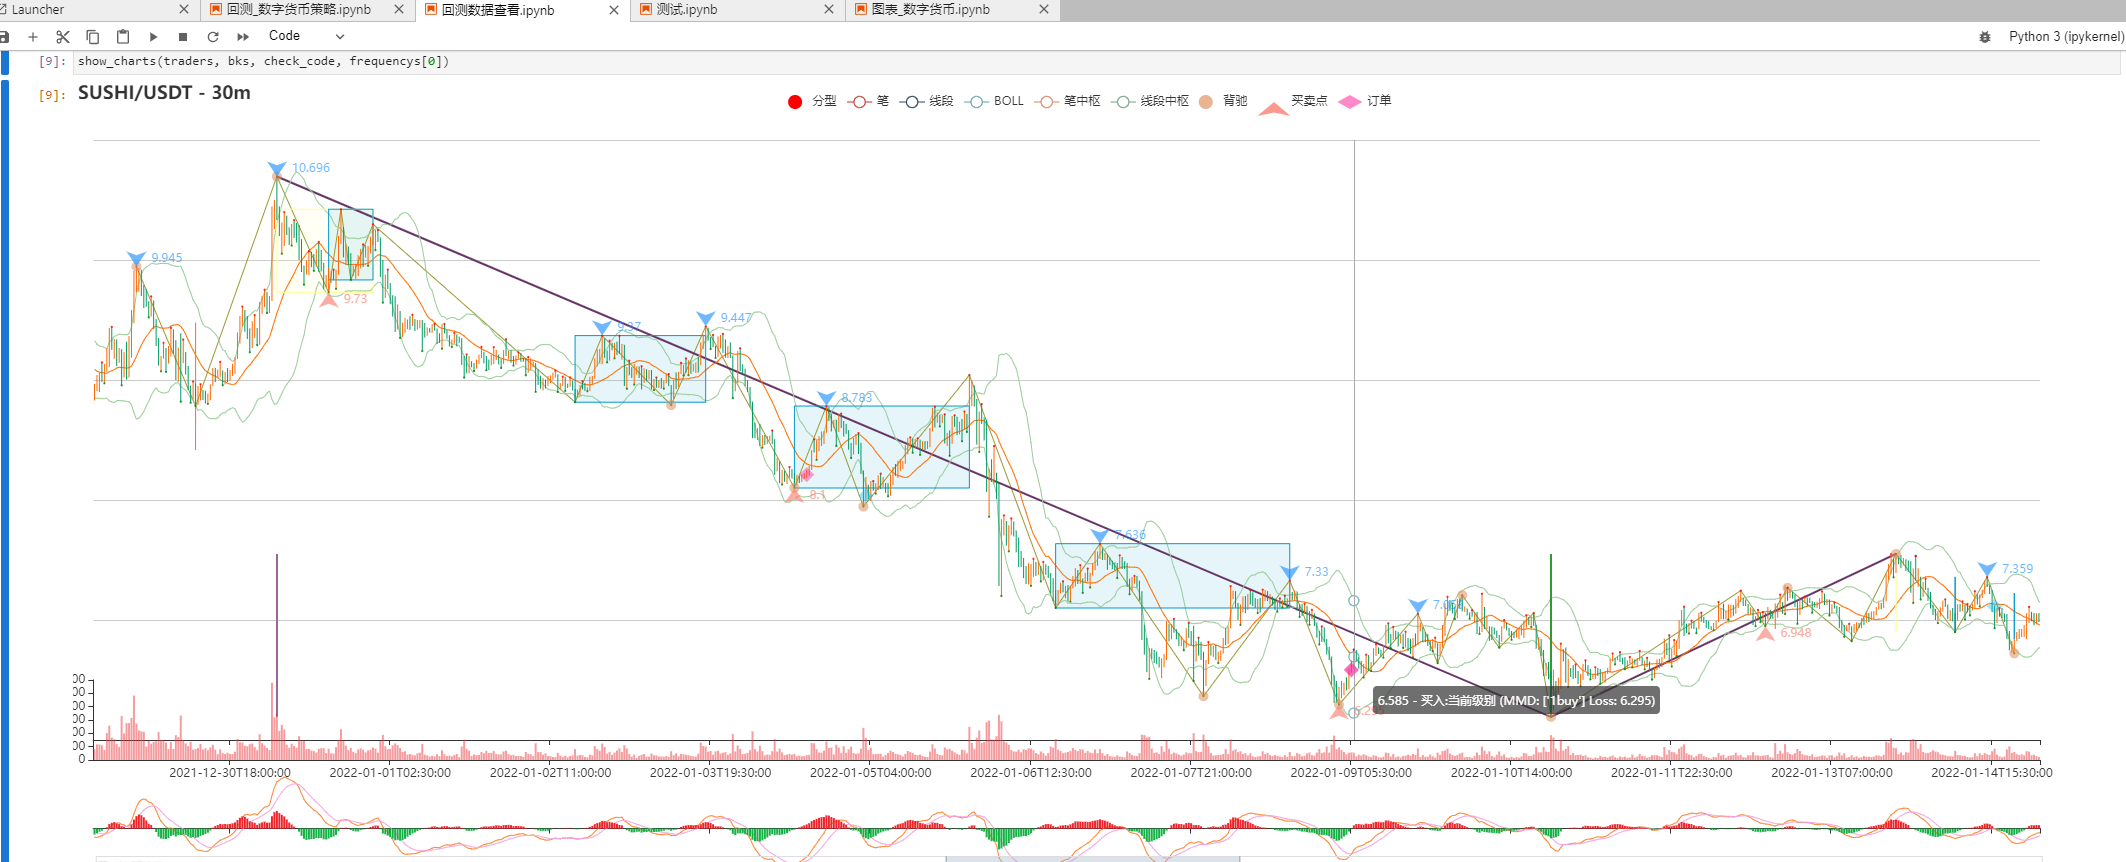 Launcher
回测_数字货币策略.ipynb
回测数据查看.ipynb
测试.ipynb
图表_数字货币.ipynb
Code
Python 3 (ipykernel)
[9]: show_charts(traders, bks, check_code, frequencys[0])
[9]: SUSHI/USDT - 30m
分型 笔 线段 BOLL 笔中枢 线段中枢 背驰 买卖点 订单
10.696
9.945
9.73
9.37
9.447
8.783
8.1
7.636
7.33
7.359
6.948
6.585 - 买入:当前级别 (MMD: ['1buy'] Loss: 6.295)
00
00
00
00
00
0
2021-12-30T18:00:00 2022-01-01T02:30:00 2022-01-02T11:00:00 2022-01-03T19:30:00 2022-01-05T04:00:00 2022-01-06T12:30:00 2022-01-07T21:00:00 2022-01-09T05:30:00 2022-01-10T14:00:00 2022-01-11T22:30:00 2022-01-13T07:00:00 2022-01-14T15:30:00